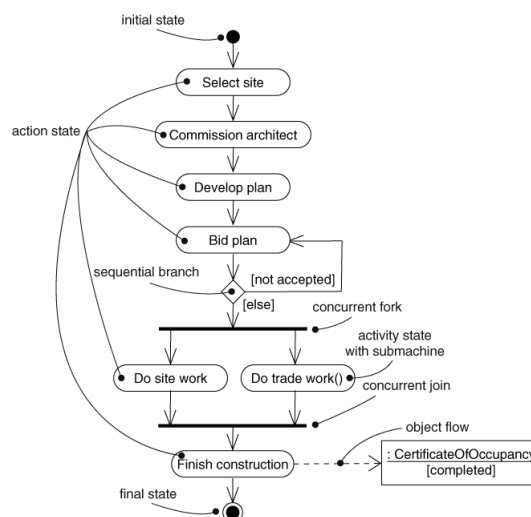 initial state
Select site
action state
Commission architect
Develop plan
Bid plan
sequential branch
[not accepted]
[else]
concurrent fork
activity state
with submachine
Do site work
Do trade work()
concurrent join
object flow
: CertificateOfOccupancy
[completed]
Finish construction
final state